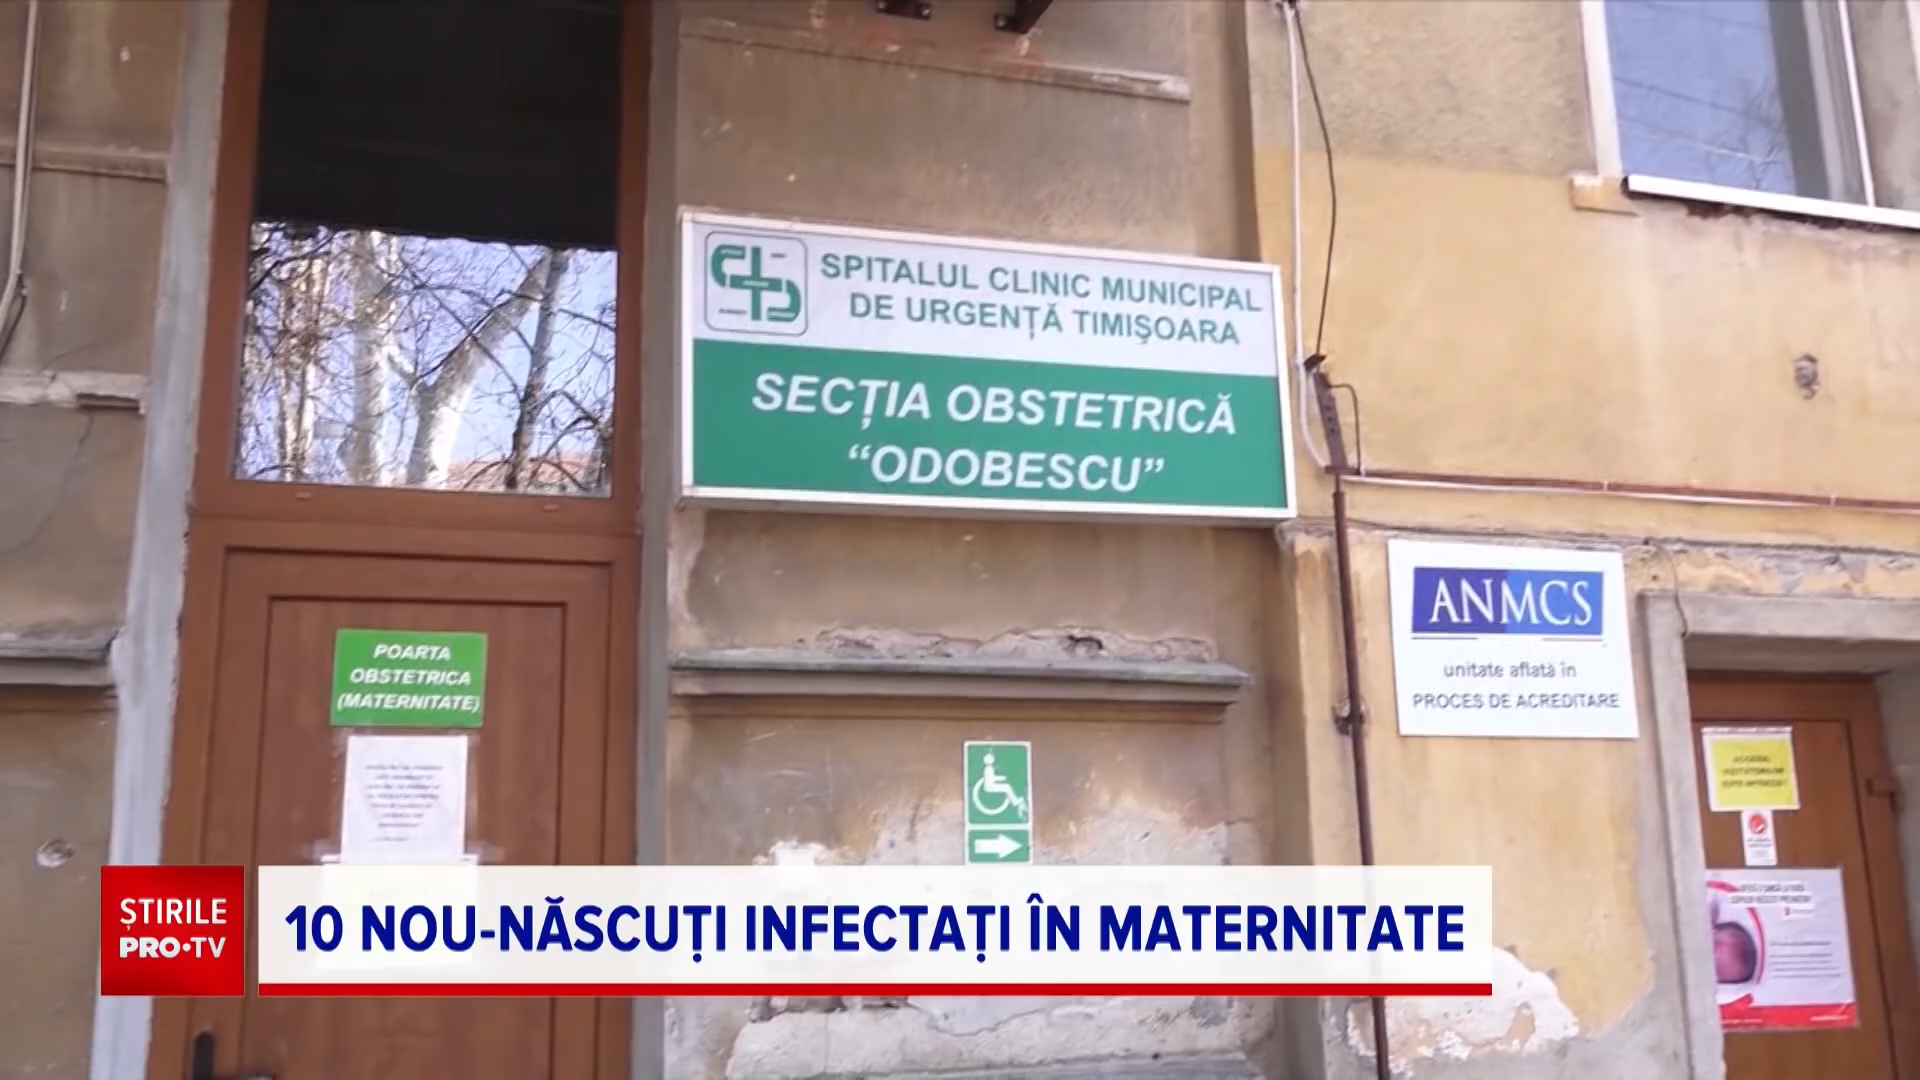 SPITALUL CLINIC MUNICIPAL
DE URGENȚĂ TIMIȘOARA
SECȚIA OBSTETRICĂ
“ODOBESCU”
ANMCS
unitate aflată în
PROCES DE ACREDITARE
POARTA
OBSTETRICA
(MATERNITATE)
ȘTIRILE
PRO•TV
10 NOU-NĂSCUȚI INFECTAȚI ÎN MATERNITATE